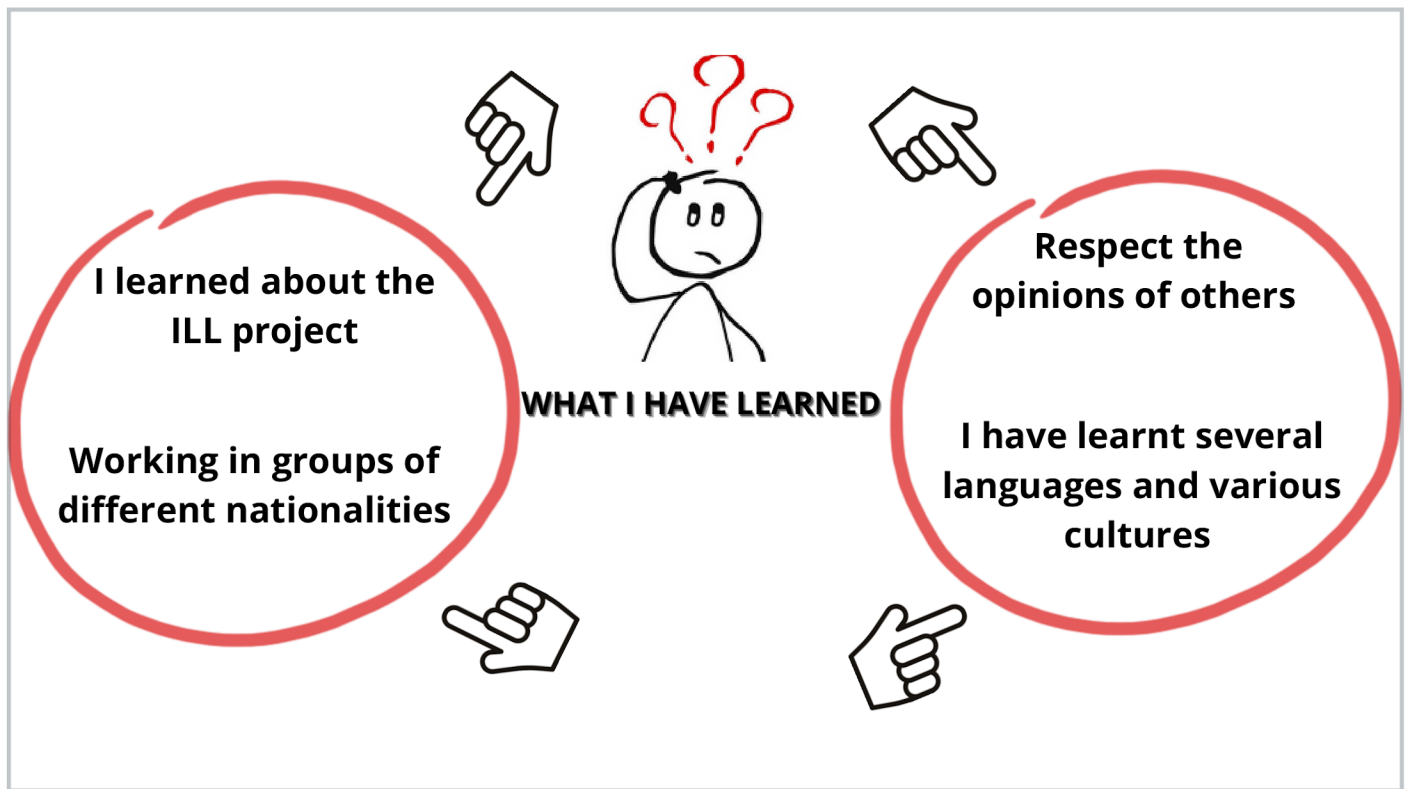 I learned about the
ILL project
Working in groups of
different nationalities
WHAT I HAVE LEARNED
Respect the
opinions of others
I have learnt several
languages and various
cultures